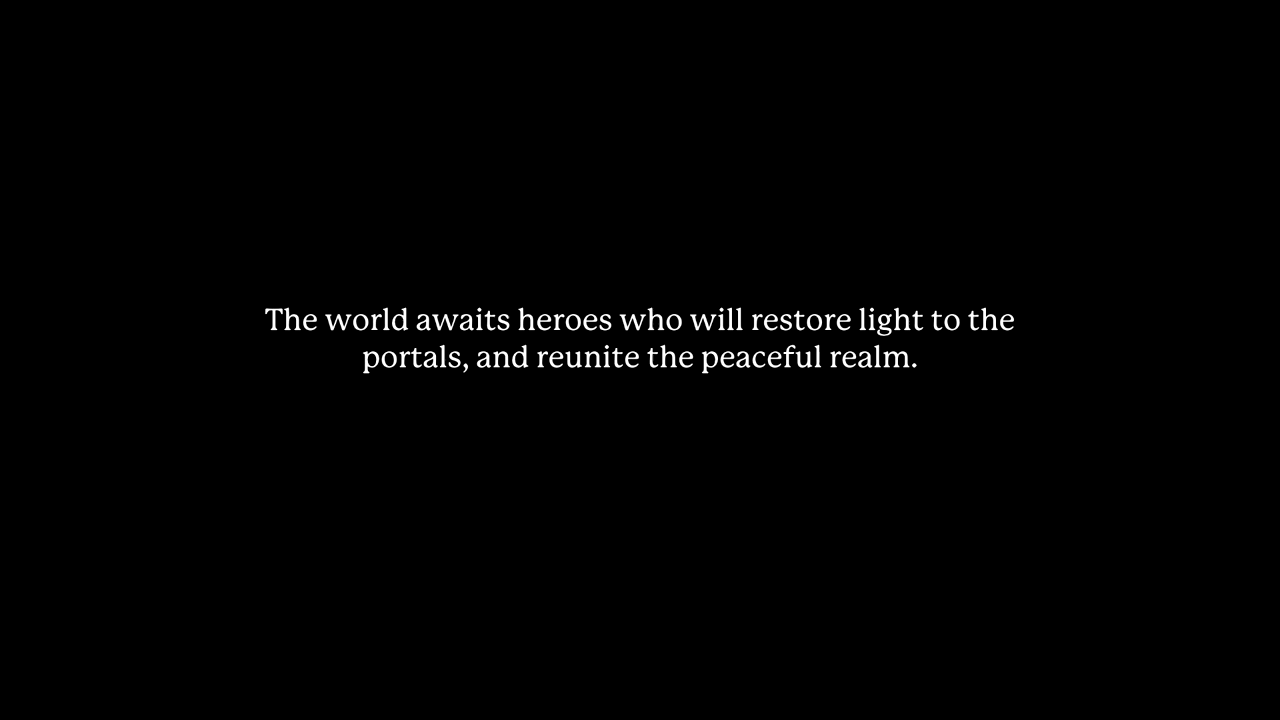 The world awaits heroes who will restore light to the
portals, and reunite the peaceful realm.